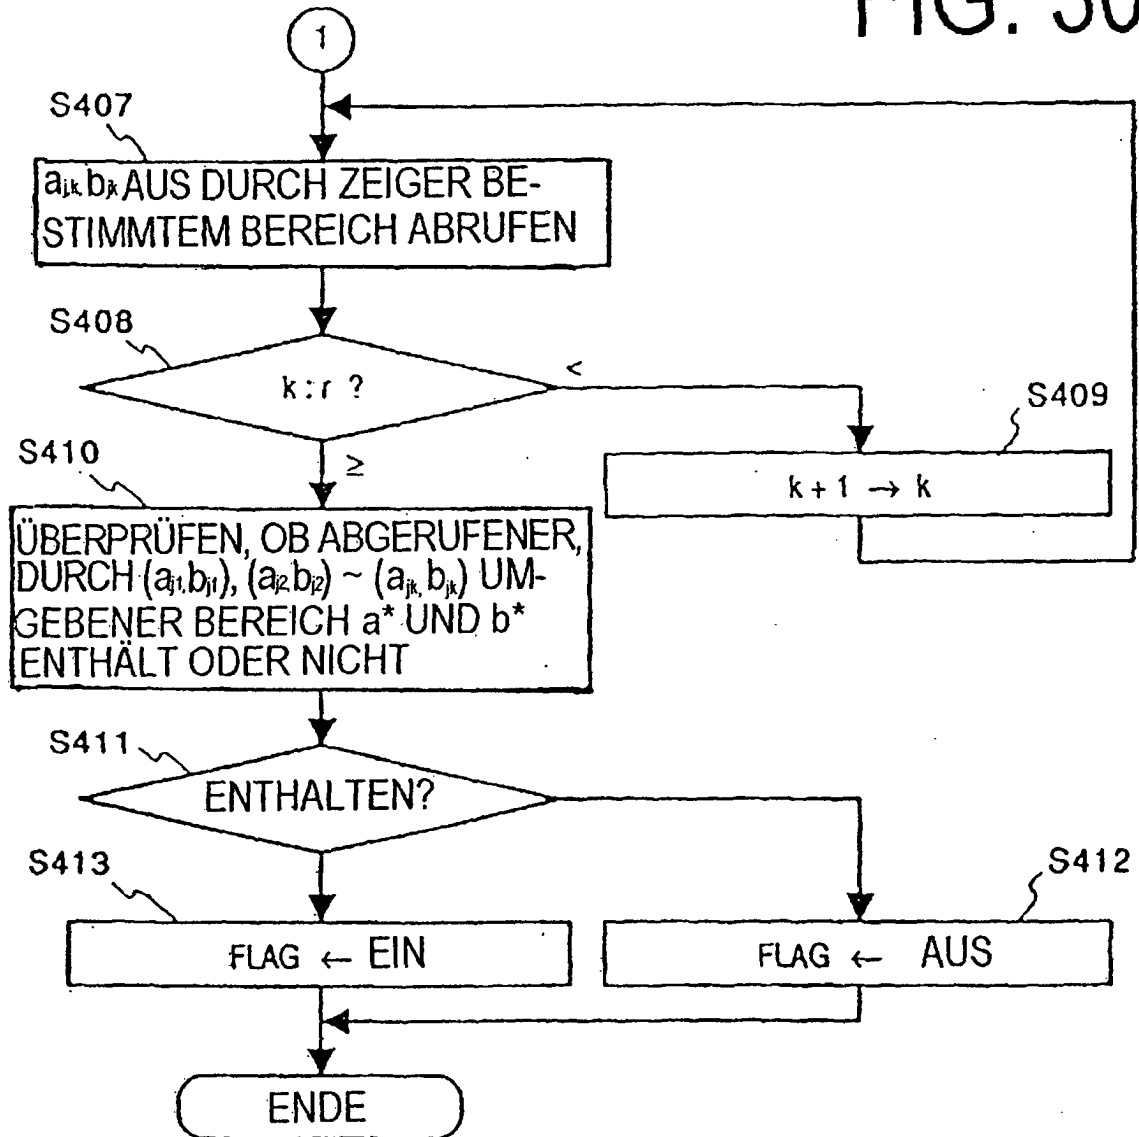 FIG. 30
1
S407
a_jk, b_jk AUS DURCH ZEIGER BE-
STIMMTEM BEREICH ABRUFEN
S408
k : r ?
<
S409
k + 1 → k
S410
≥
ÜBERPRÜFEN, OB ABGERUFENER,
DURCH (a_j1, b_j1), (a_j2, b_j2) ~ (a_jk, b_jk) UM-
GEBENER BEREICH a* UND b*
ENTHÄLT ODER NICHT
S411
ENTHALTEN?
S413
S412
FLAG ← EIN
FLAG ← AUS
ENDE